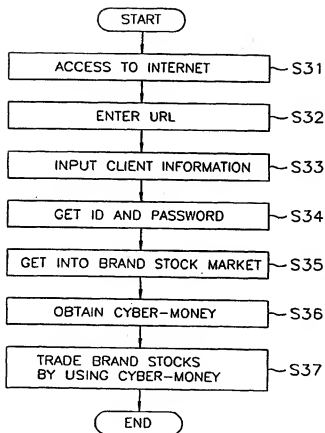 START
ACCESS TO INTERNET
S31
ENTER URL
S32
INPUT CLIENT INFORMATION
S33
GET ID AND PASSWORD
S34
GET INTO BRAND STOCK MARKET
S35
OBTAIN CYBER-MONEY
S36
TRADE BRAND STOCKS
BY USING CYBER-MONEY
S37
END